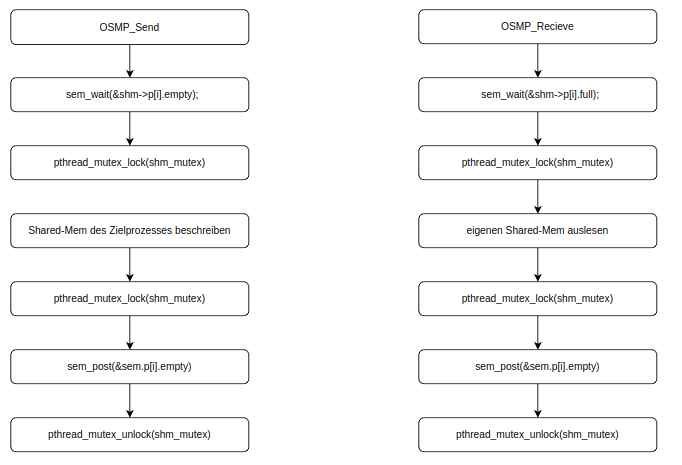 OSMP_Send
sem_wait(&shm->p[i].empty);
pthread_mutex_lock(shm_mutex)
Shared-Mem des Zielprozesses beschreiben
pthread_mutex_lock(shm_mutex)
sem_post(&sem.p[i].empty)
pthread_mutex_unlock(shm_mutex)
OSMP_Recieve
sem_wait(&shm->p[i].full);
pthread_mutex_lock(shm_mutex)
eigenen Shared-Mem auslesen
pthread_mutex_lock(shm_mutex)
sem_post(&sem.p[i].empty)
pthread_mutex_unlock(shm_mutex)